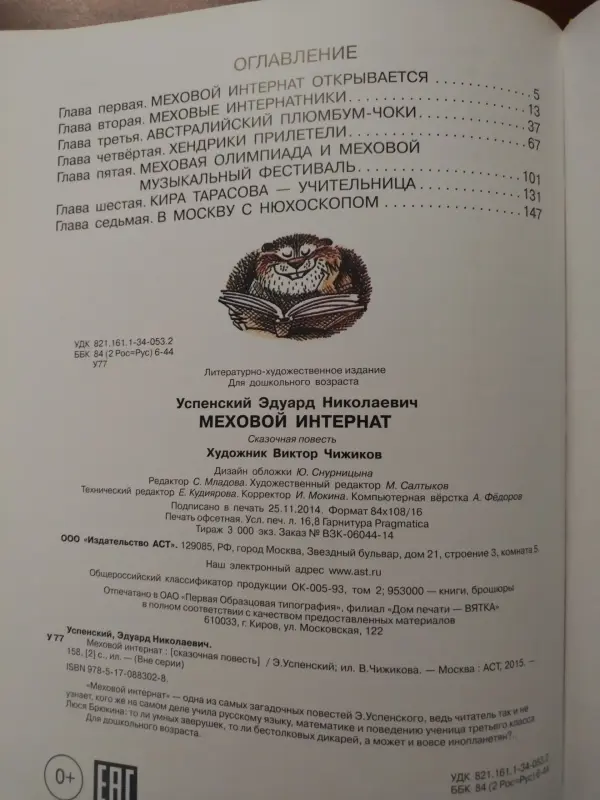 ОГЛАВЛЕНИЕ
Глава первая. МЕХОВОЙ ИНТЕРНАТ ОТКРЫВАЕТСЯ . . . . . . . . . . 5
Глава вторая. МЕХОВЫЕ ИНТЕРНАТНИКИ . . . . . . . . . . . . . . . . 13
Глава третья. АВСТРАЛИЙСКИЙ ПЛЮМБУМ-ЧОКИ . . . . . . . . . . 37
Глава четвёртая. ХЕНДРИКИ ПРИЛЕТЕЛИ . . . . . . . . . . . . . . . . 67
Глава пятая. МЕХОВАЯ ОЛИМПИАДА И МЕХОВОЙ
МУЗЫКАЛЬНЫЙ ФЕСТИВАЛЬ . . . . . . . . . . . . . . . . 101
Глава шестая. КИРА ТАРАСОВА — УЧИТЕЛЬНИЦА . . . . . . . . . . 131
Глава седьмая. В МОСКВУ С НЮХОСКОПОМ . . . . . . . . . . . . . 147
УДК 821.161.1-34-053.2
ББК 84 (2 Рос=Рус) 6-44
У77
Литературно-художественное издание
Для дошкольного возраста
Успенский Эдуард Николаевич
МЕХОВОЙ ИНТЕРНАТ
Сказочная повесть
Художник Виктор Чижиков
Дизайн обложки Ю. Снурницына
Редактор С. Младова. Художественный редактор М. Салтыков
Технический редактор Е. Кудиярова. Корректор И. Мокина. Компьютерная вёрстка А. Фёдоров
Подписано в печать 25.11.2014. Формат 84х108/16
Печать офсетная. Усл. печ. л. 16,8 Гарнитура Pragmatica
Тираж 3 000 экз. Заказ № ВЗК-06044-14
ООО «Издательство АСТ». 129085, РФ, город Москва, Звездный бульвар, дом 21, строение 3, комната 5
Наш электронный адрес www.ast.ru
Общероссийский классификатор продукции ОК-005-93, том 2; 953000 — книги, брошюры
Отпечатано в ОАО «Первая Образцовая типография», филиал «Дом печати — ВЯТКА»
в полном соответствии с качеством предоставленных материалов
610033, г. Киров, ул. Московская, 122
Успенский, Эдуард Николаевич.
У 77 Меховой интернат : [сказочная повесть] / Э.Успенский; ил. В.Чижикова. — Москва : АСТ, 2015. —
158, [2] с., ил. — (Вне серии)
ISBN 978-5-17-088302-8.
«Меховой интернат» — одна из самых загадочных повестей Э.Успенского, ведь читатель так и не
узнает, кого же на самом деле учила русскому языку, математике и поведению ученица третьего класса
Люся Брюкина: то ли умных зверушек, то ли бестолковых дикарей, а может и вовсе инопланетян?..
Для дошкольного возраста.
УДК 821.161.1-34-053.2
ББК 84 (2 Рос=Рус) 6-44
0+
ЕАС